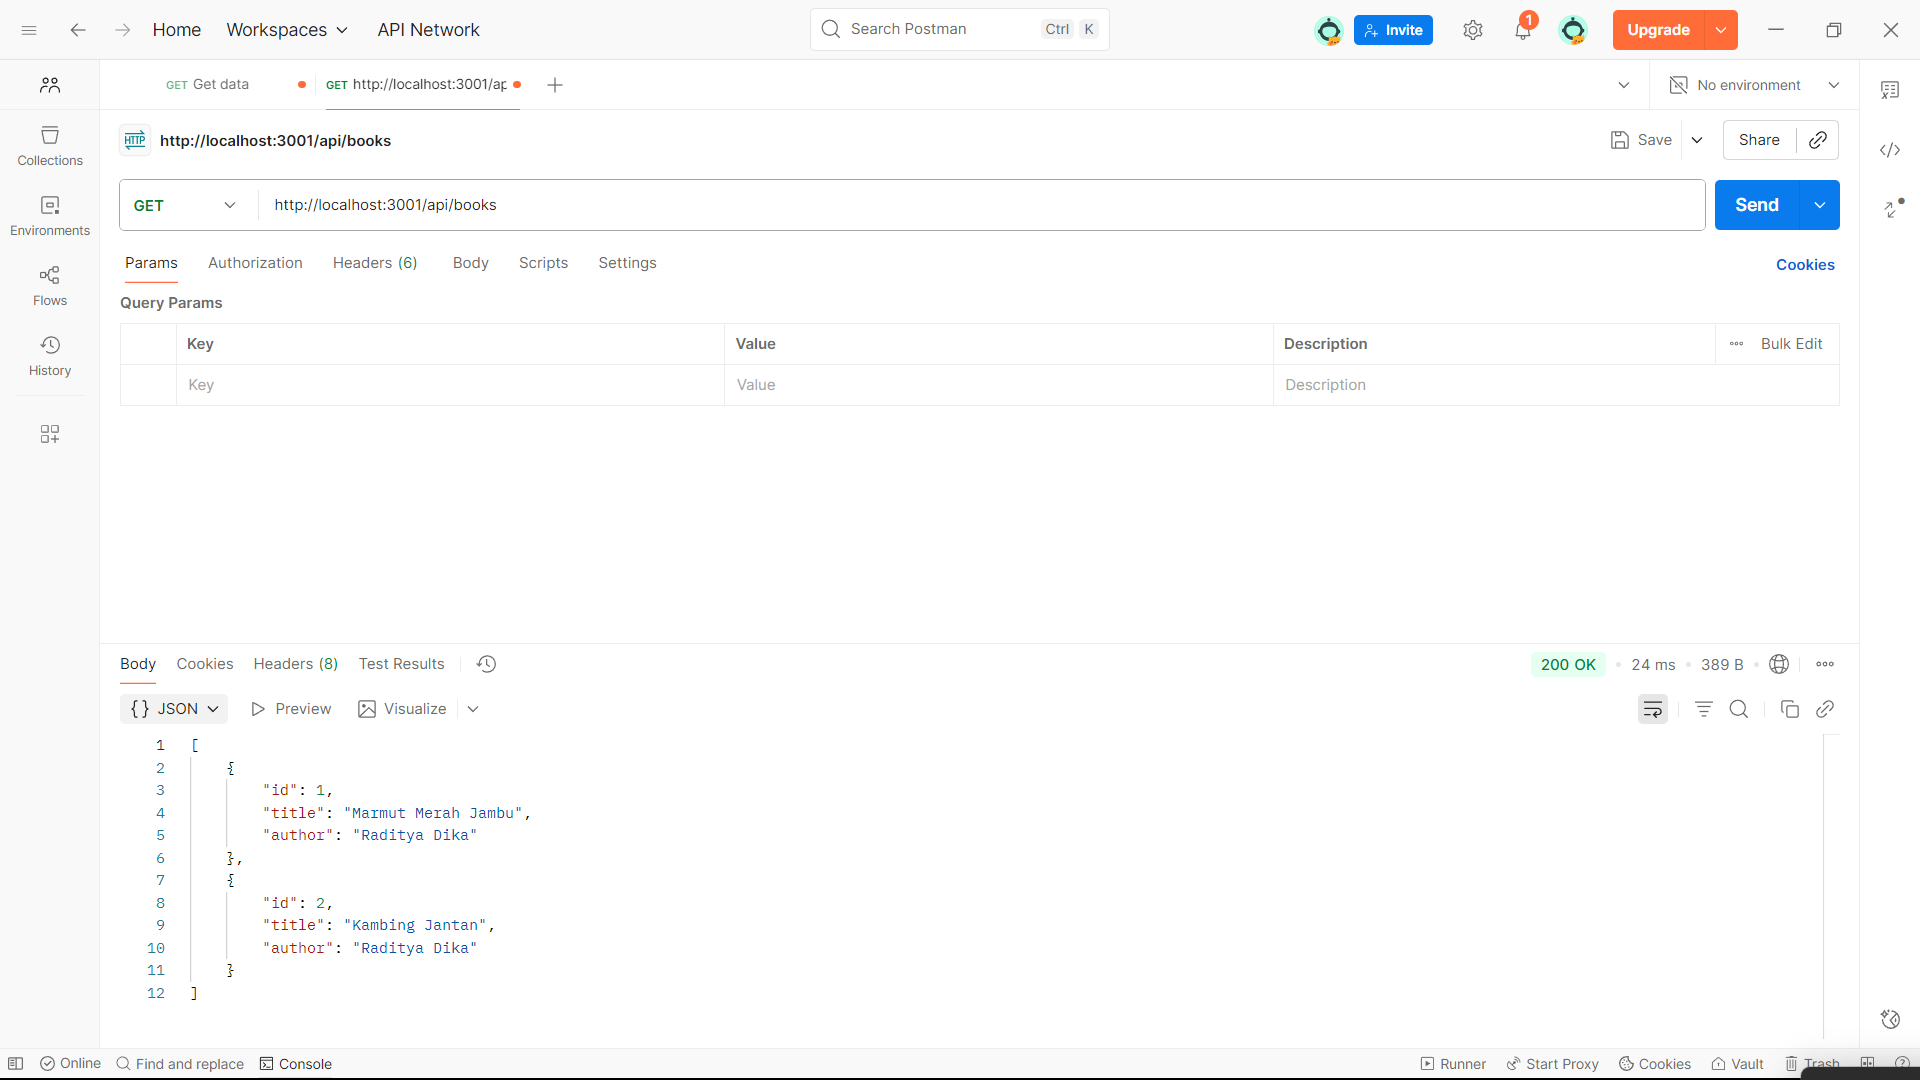 Home Workspaces API Network Search Postman Ctrl K Invite 1 Upgrade
GET Get data GET http://localhost:3001/ap No environment
HTTP http://localhost:3001/api/books Save Share
Collections
GET http://localhost:3001/api/books Send
Environments
Params Authorization Headers (6) Body Scripts Settings Cookies
Flows
Query Params
Key Value Description Bulk Edit
History
Key Value Description
Body Cookies Headers (8) Test Results 200 OK 24 ms 389 B
{} JSON Preview Visualize
1 [
2 {
3 "id": 1,
4 "title": "Marmut Merah Jambu",
5 "author": "Raditya Dika"
6 },
7 {
8 "id": 2,
9 "title": "Kambing Jantan",
10 "author": "Raditya Dika"
11 }
12 ]
Online Find and replace Console Runner Start Proxy Cookies Vault Trash